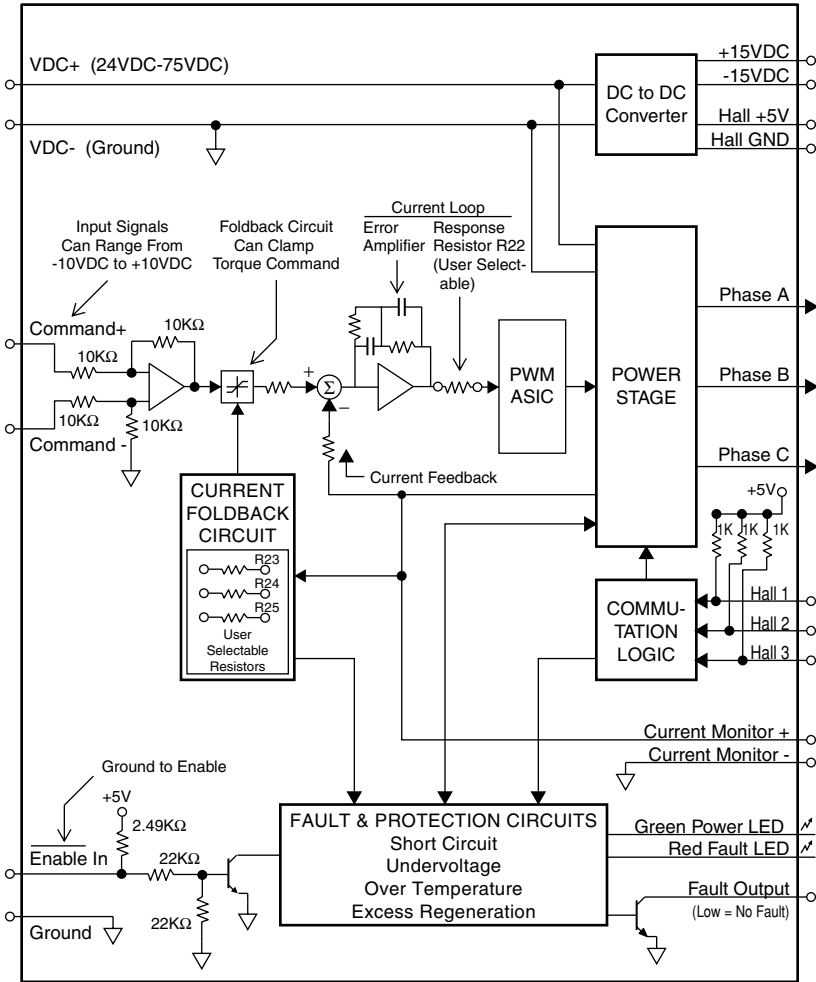 VDC+ (24VDC-75VDC)
VDC- (Ground)
DC to DC
Converter
+15VDC
-15VDC
Hall +5V
Hall GND
Input Signals
Can Range From
-10VDC to +10VDC
Foldback Circuit
Can Clamp
Torque Command
Current Loop
Error
Amplifier
Response
Resistor R22
(User Select-
able)
Command+
10KΩ
10KΩ
10KΩ
10KΩ
Command -
+
Σ
−
PWM
ASIC
POWER
STAGE
Phase A
Phase B
Phase C
Current Feedback
CURRENT
FOLDBACK
CIRCUIT
R23
R24
R25
User
Selectable
Resistors
+5V
1K
1K
1K
COMMU-
TATION
LOGIC
Hall 1
Hall 2
Hall 3
Current Monitor +
Current Monitor -
Ground to Enable
+5V
2.49KΩ
Enable In
22KΩ
22KΩ
Ground
FAULT & PROTECTION CIRCUITS
Short Circuit
Undervoltage
Over Temperature
Excess Regeneration
Green Power LED
Red Fault LED
Fault Output
(Low = No Fault)